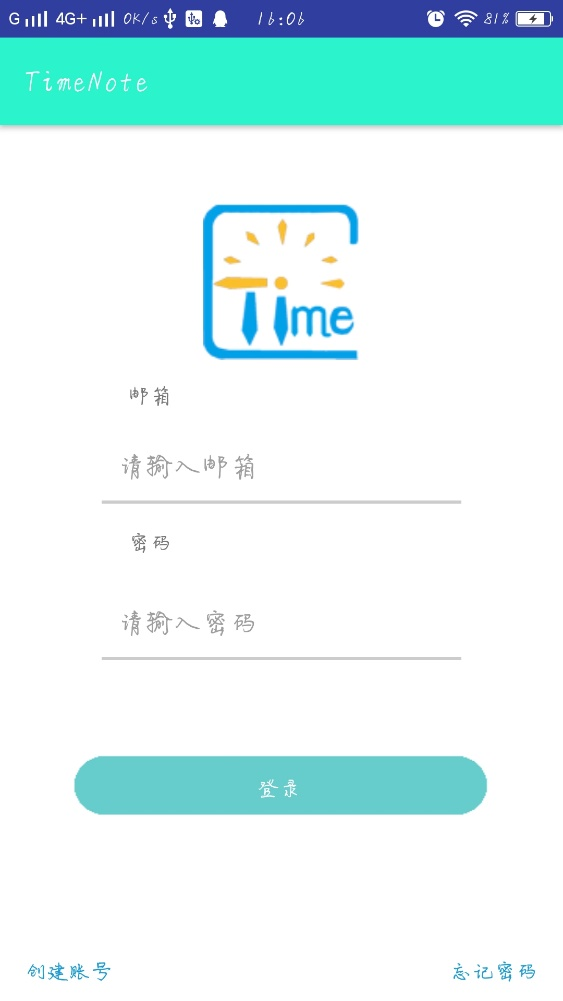 G 4G+ 0K/s 16:06 81%
TimeNote
Time
邮箱
请输入邮箱
密码
请输入密码
登录
创建账号 忘记密码